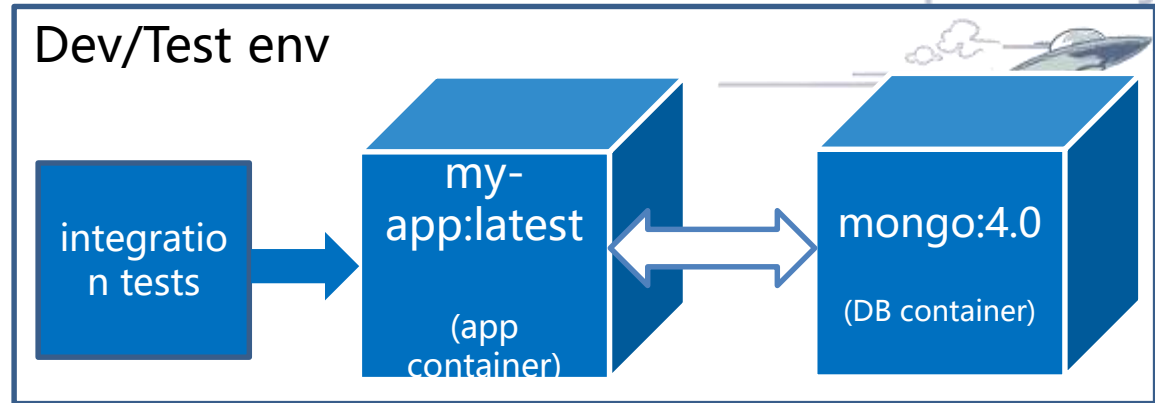 Dev/Test env
integratio
n tests
my-
app:latest
(app
container)
mongo:4.0
(DB container)